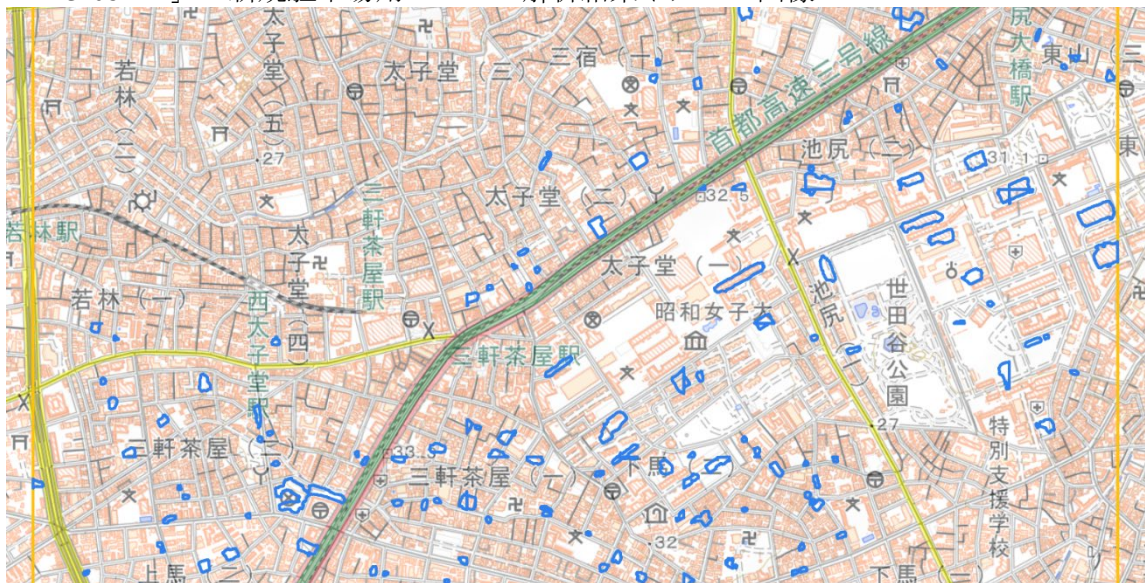 太子堂(五)
若林(二)
太子堂(三)
三宿(一)
首都高速三号線
池尻大橋駅
東山(三
池尻(二)
31.1
東
・27
三軒茶屋駅
太子堂(二)
32.5
若林駅
太子堂(四)
西太子堂駅
若林(一)
太子堂(一)
昭和女子大
池尻(一)
世田谷公園
三軒茶屋駅
・27
特別支援学校
三軒茶屋(二)
33.3
三軒茶屋(一)
下馬(二)
・32
上馬(二)
下馬(一)